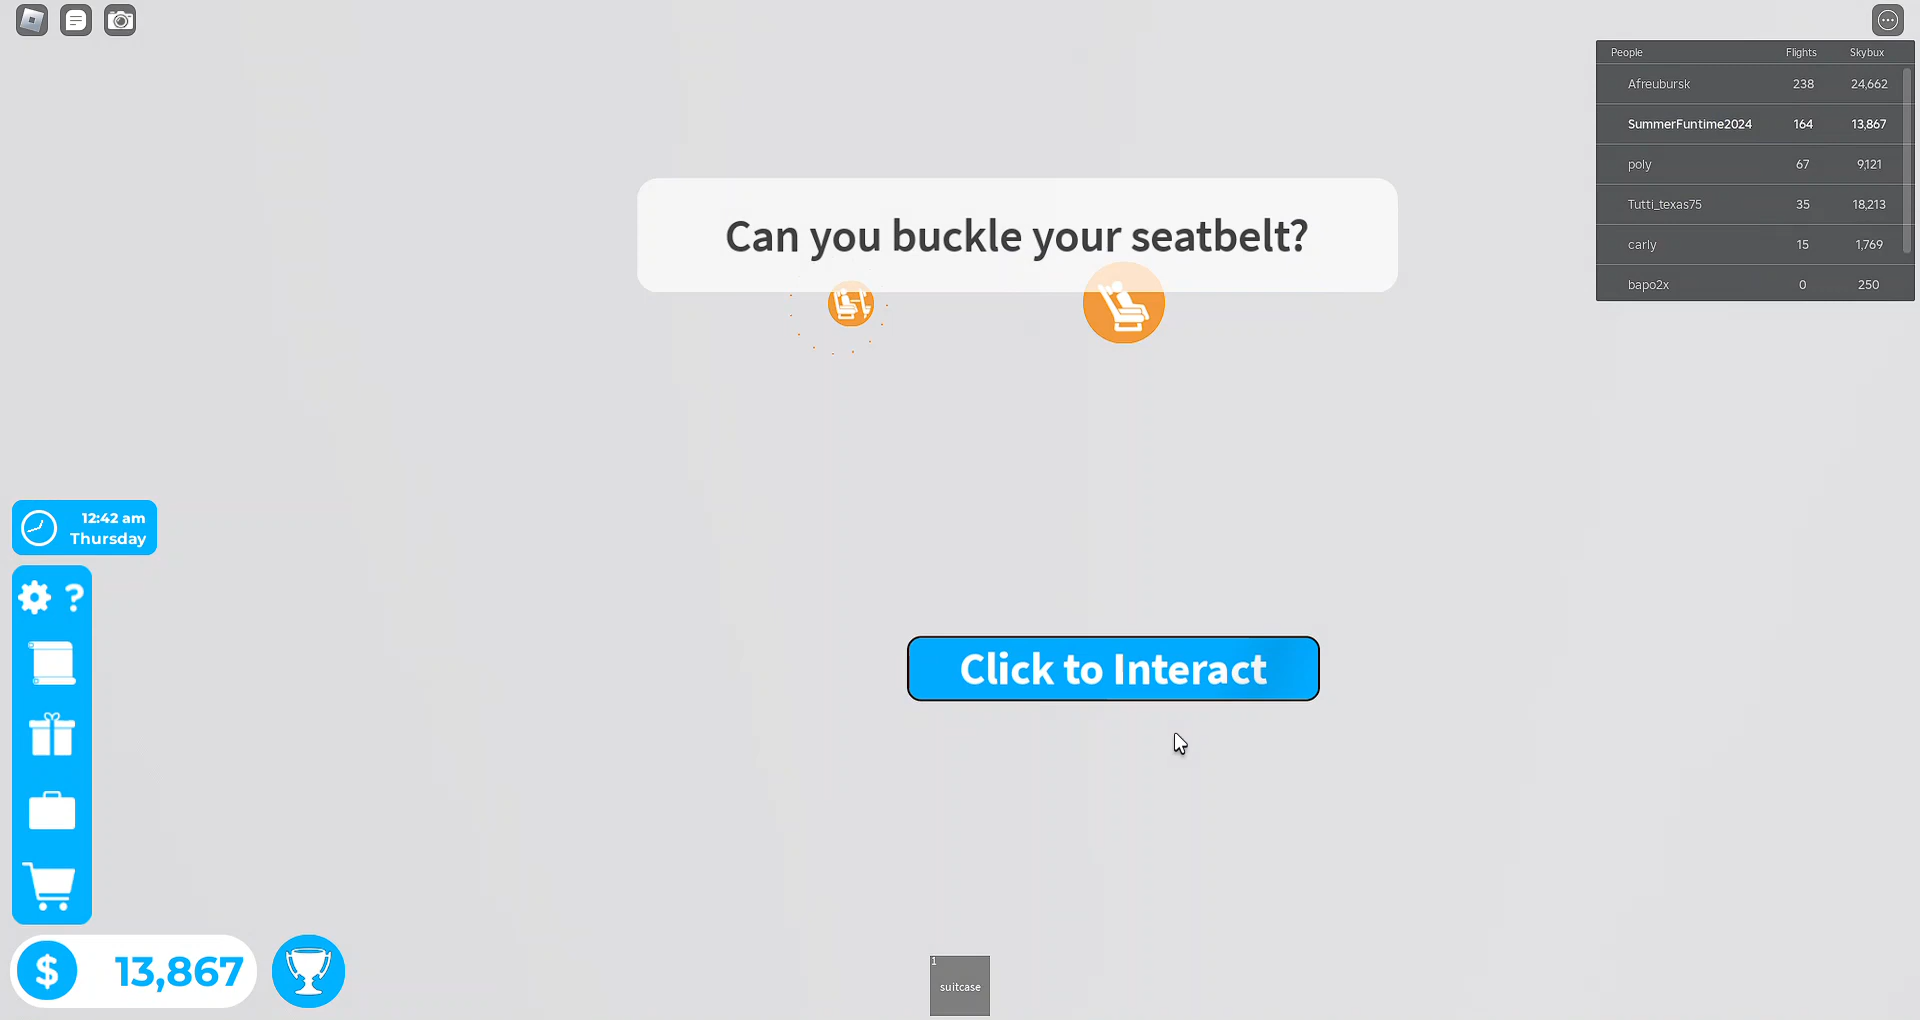 People Flights Skybux
Afreubursk 238 24,662
SummerFuntime2024 164 13,867
poly 67 9,121
Tutti_texas75 35 18,213
carly 15 1,769
bapo2x 0 250
Can you buckle your seatbelt?
12:42 am
Thursday
?
Click to Interact
$ 13,867
1
suitcase